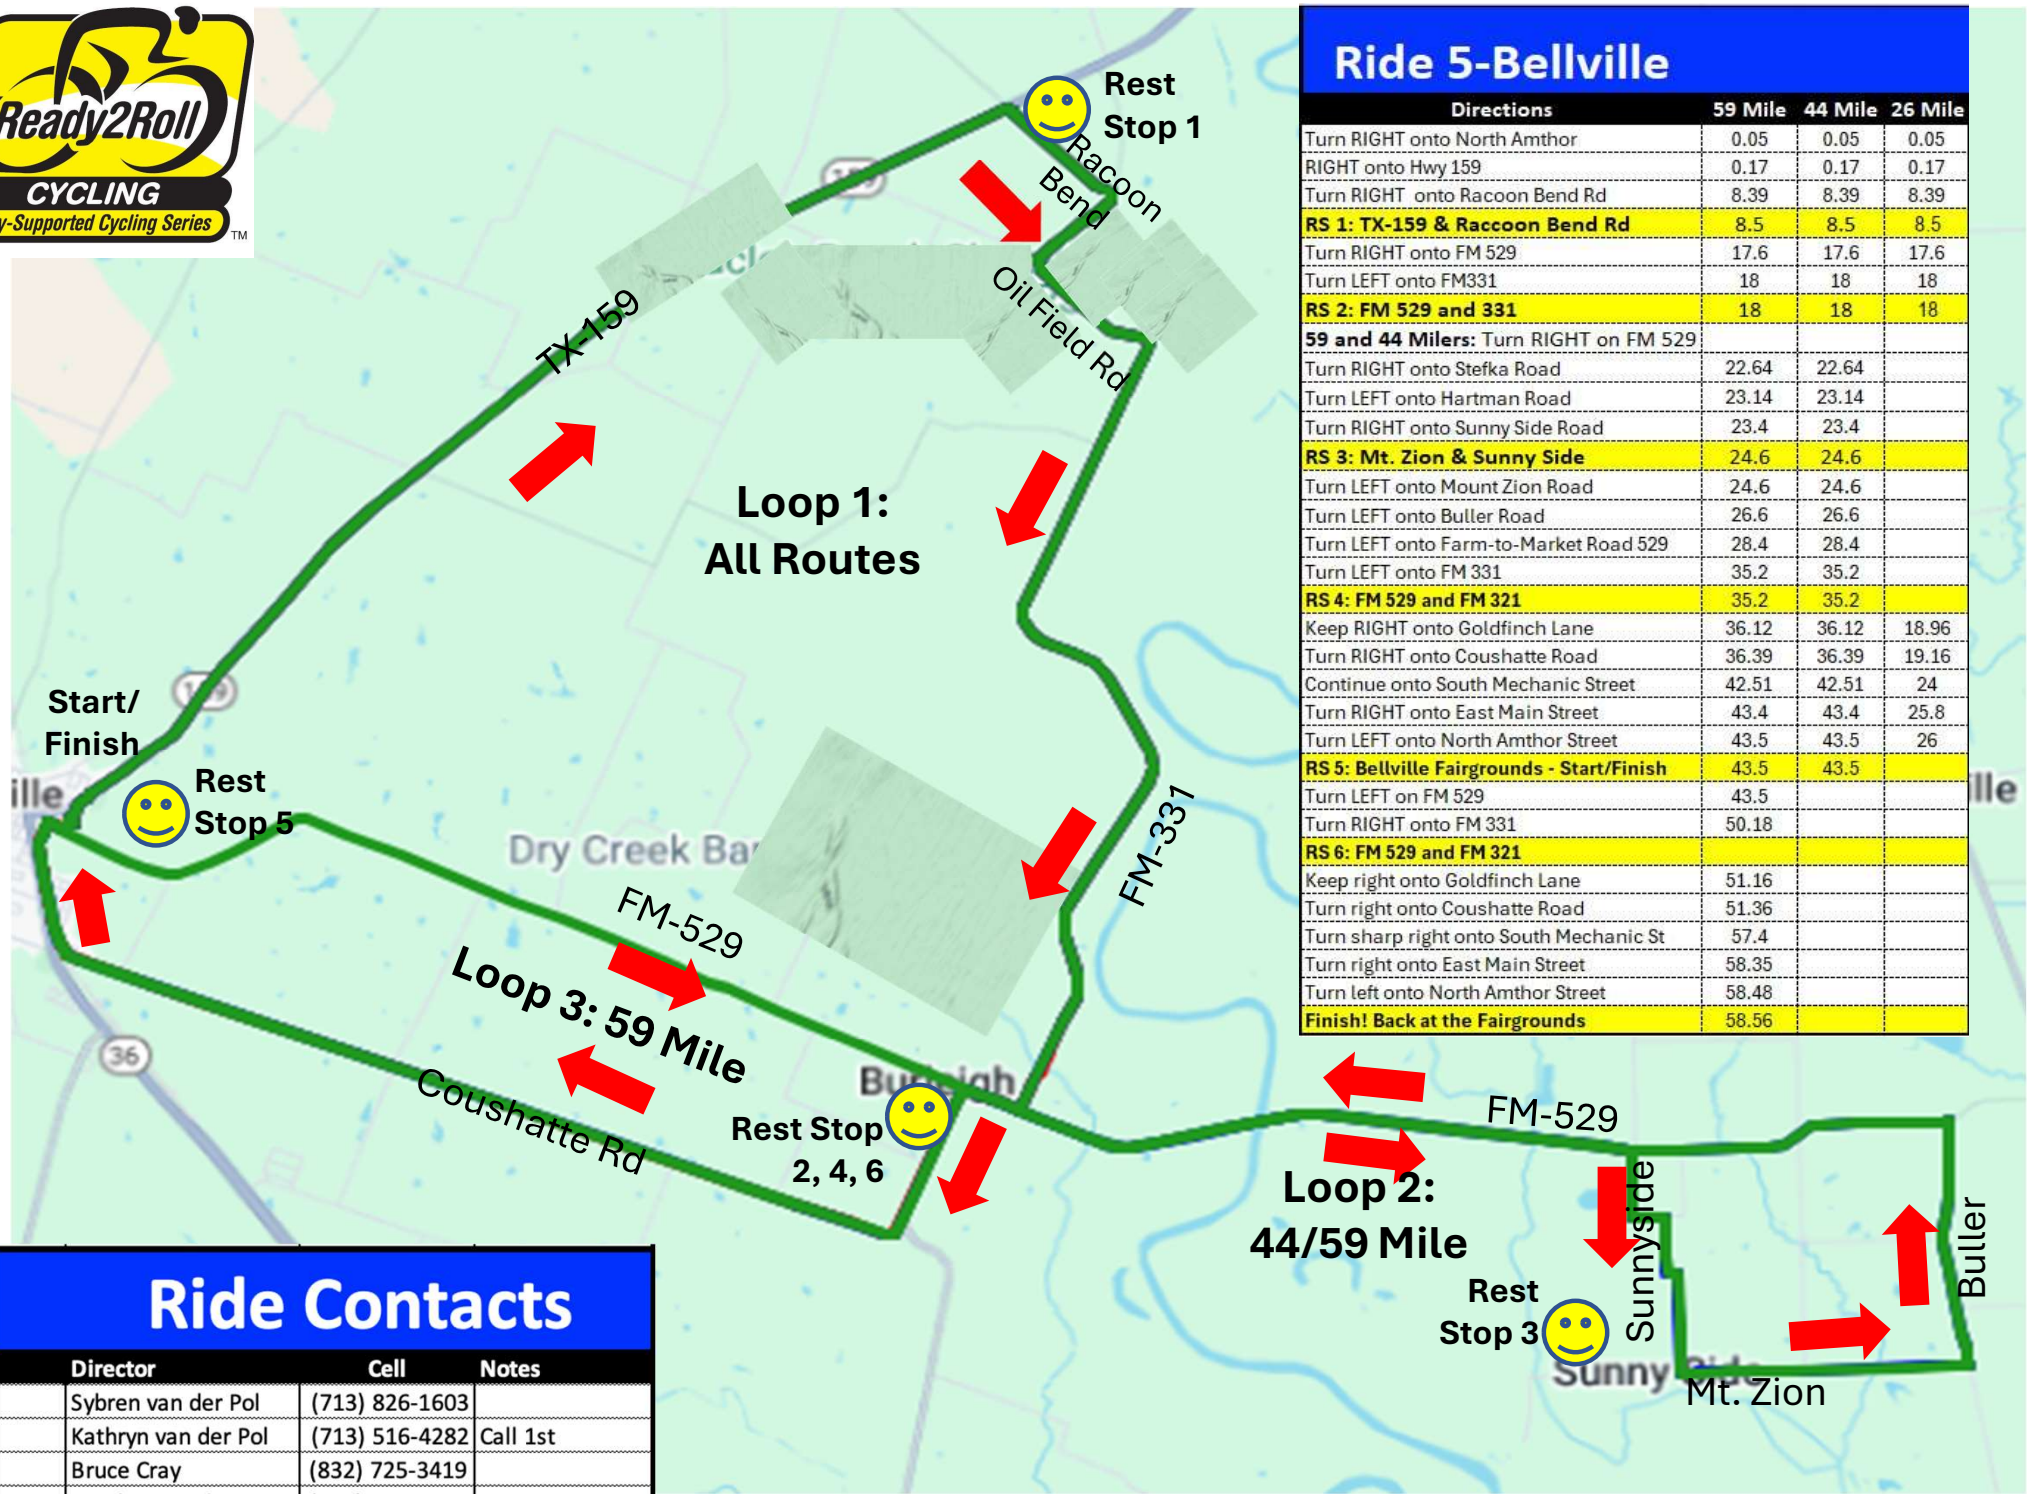 Ready2Roll
CYCLING
y-Supported Cycling Series
TM
Rest
Stop 1
Racoon
Bend
Oil Field Rd
TX-159
159
Loop 1:
All Routes
Start/
Finish
ille
Rest
Stop 5
Dry Creek
FM-529
FM-331
Loop 3: 59 Mile
36
Coushatte Rd
Burleigh
Rest Stop
2, 4, 6
FM-529
Loop 2:
44/59 Mile
Sunnyside
Buller
Rest
Stop 3
Sunny Side
Mt. Zion
ille
Ride 5-Bellville
Directions 59 Mile 44 Mile 26 Mile
Turn RIGHT onto North Amthor 0.05 0.05 0.05
RIGHT onto Hwy 159 0.17 0.17 0.17
Turn RIGHT onto Racoon Bend Rd 8.39 8.39 8.39
RS 1: TX-159 & Raccoon Bend Rd 8.5 8.5 8.5
Turn RIGHT onto FM 529 17.6 17.6 17.6
Turn LEFT onto FM331 18 18 18
RS 2: FM 529 and 331 18 18 18
59 and 44 Milers: Turn RIGHT on FM 529
Turn RIGHT onto Stefka Road 22.64 22.64
Turn LEFT onto Hartman Road 23.14 23.14
Turn RIGHT onto Sunny Side Road 23.4 23.4
RS 3: Mt. Zion & Sunny Side 24.6 24.6
Turn LEFT onto Mount Zion Road 24.6 24.6
Turn LEFT onto Buller Road 26.6 26.6
Turn LEFT onto Farm-to-Market Road 529 28.4 28.4
Turn LEFT onto FM 331 35.2 35.2
RS 4: FM 529 and FM 321 35.2 35.2
Keep RIGHT onto Goldfinch Lane 36.12 36.12 18.96
Turn RIGHT onto Coushatte Road 36.39 36.39 19.16
Continue onto South Mechanic Street 42.51 42.51 24
Turn RIGHT onto East Main Street 43.4 43.4 25.8
Turn LEFT onto North Amthor Street 43.5 43.5 26
RS 5: Bellville Fairgrounds - Start/Finish 43.5 43.5
Turn LEFT on FM 529 43.5
Turn RIGHT onto FM 331 50.18
RS 6: FM 529 and FM 321
Keep right onto Goldfinch Lane 51.16
Turn right onto Coushatte Road 51.36
Turn sharp right onto South Mechanic St 57.4
Turn right onto East Main Street 58.35
Turn left onto North Amthor Street 58.48
Finish! Back at the Fairgrounds 58.56
Ride Contacts
Director Cell Notes
Sybren van der Pol (713) 826-1603
Kathryn van der Pol (713) 516-4282 Call 1st
Bruce Cray (832) 725-3419